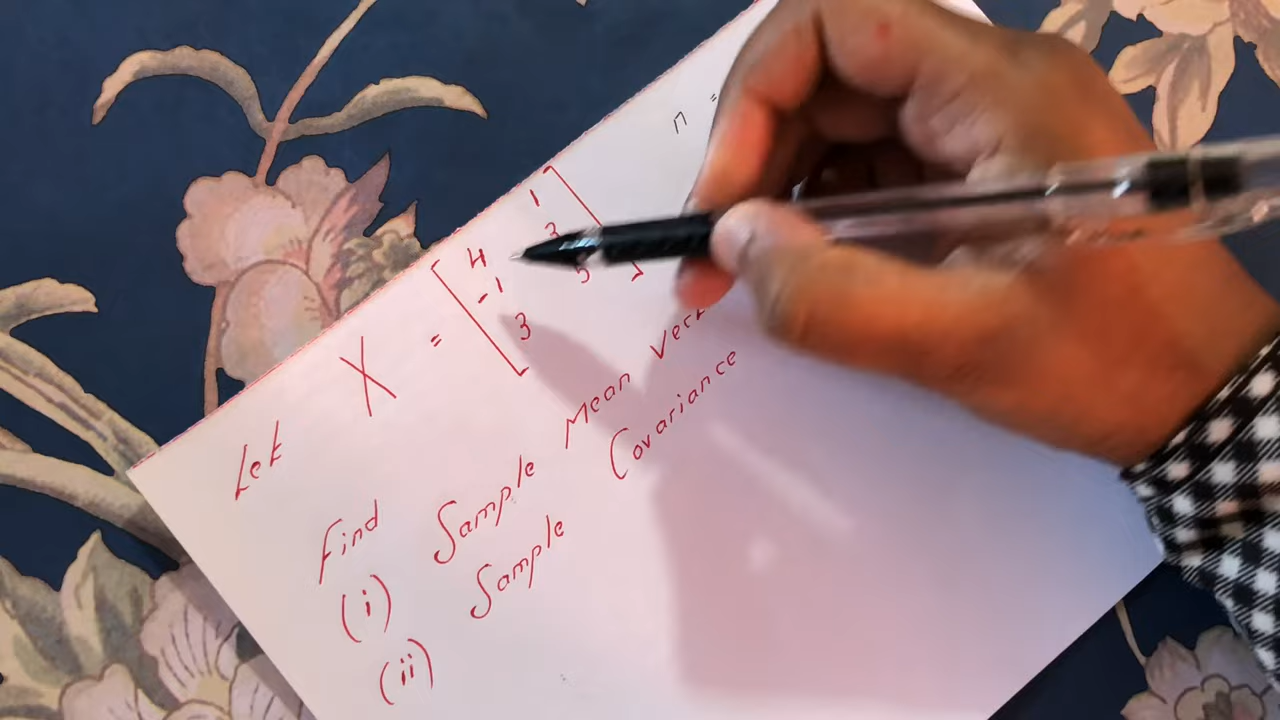 n =
Let X = [ 4 1
-1 3
3 5 ]
Find
(i) Sample Mean
(ii) Sample Covariance